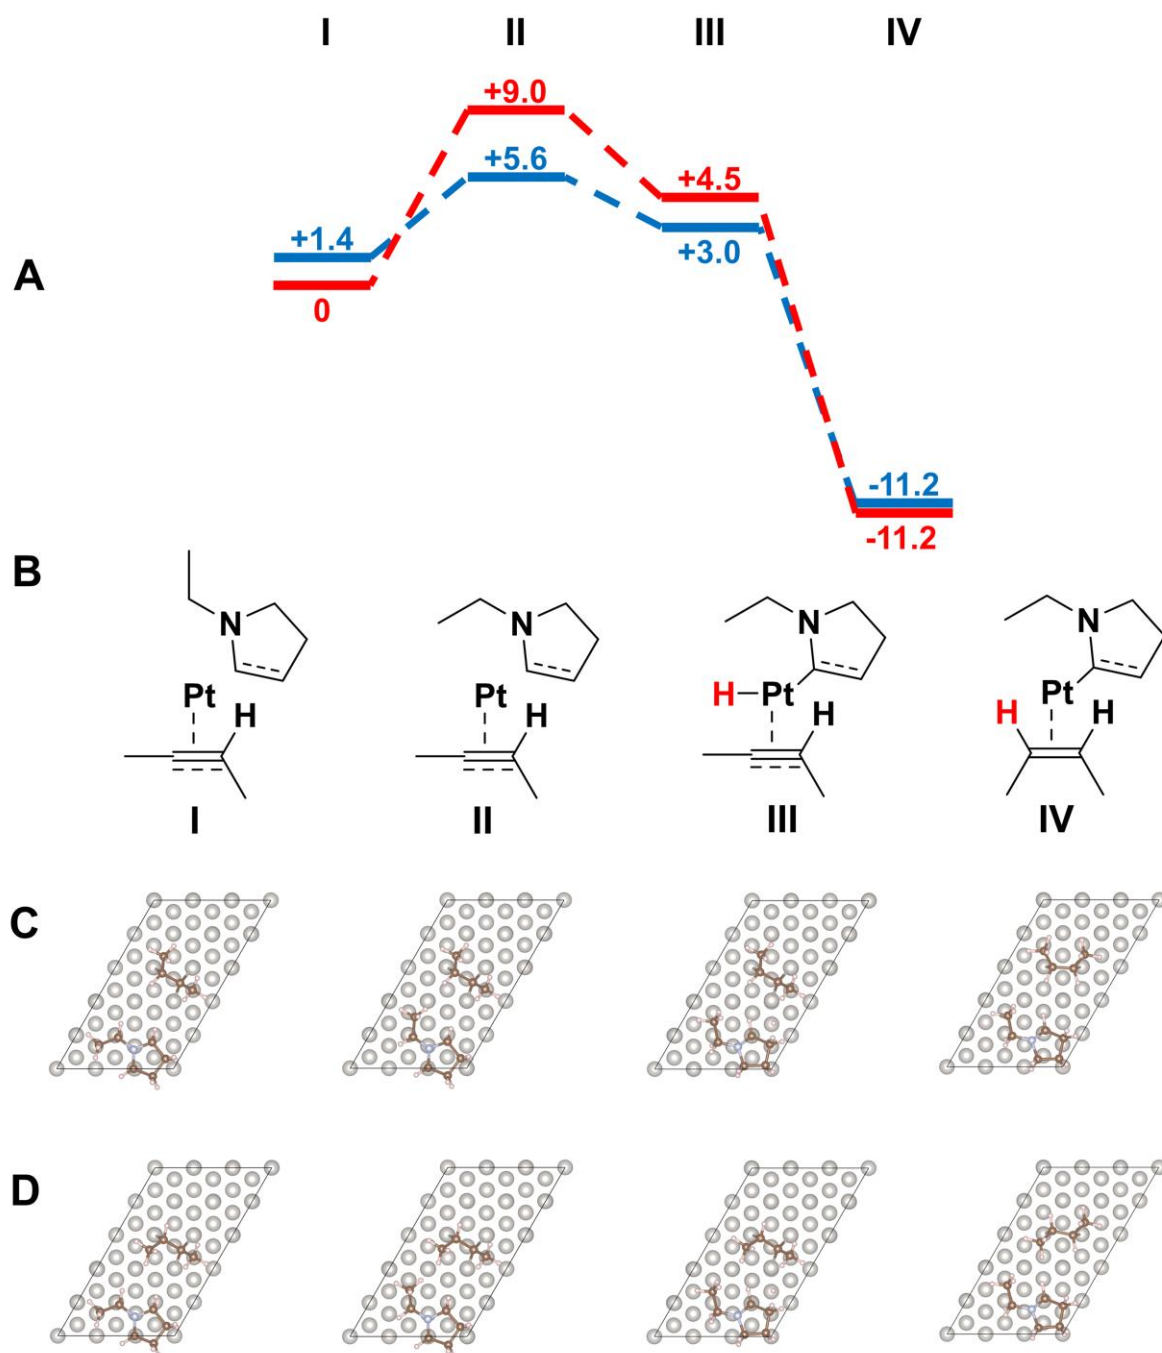 I II III IV
+9.0
+5.6
+4.5
+1.4
+3.0
A
0
-11.2
-11.2
B
N N N N
Pt Pt H Pt Pt
H H H H H
I II III IV
C
D